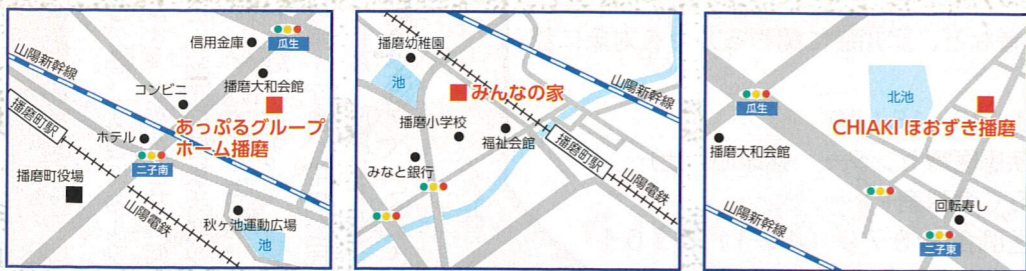 瓜生
信用金庫
山陽新幹線
播磨大和会館
コンビニ
播磨町駅
あっぷるグループ
ホーム播磨
ホテル
二子南
播磨町役場
山陽電鉄
秋ヶ池運動広場
池
播磨幼稚園
池
山陽新幹線
みんなの家
播磨小学校
福祉会館
播磨町駅
みなと銀行
山陽電鉄
瓜生
北池
CHIAKI ほおずき播磨
播磨大和会館
山陽新幹線
回転寿し
二子東